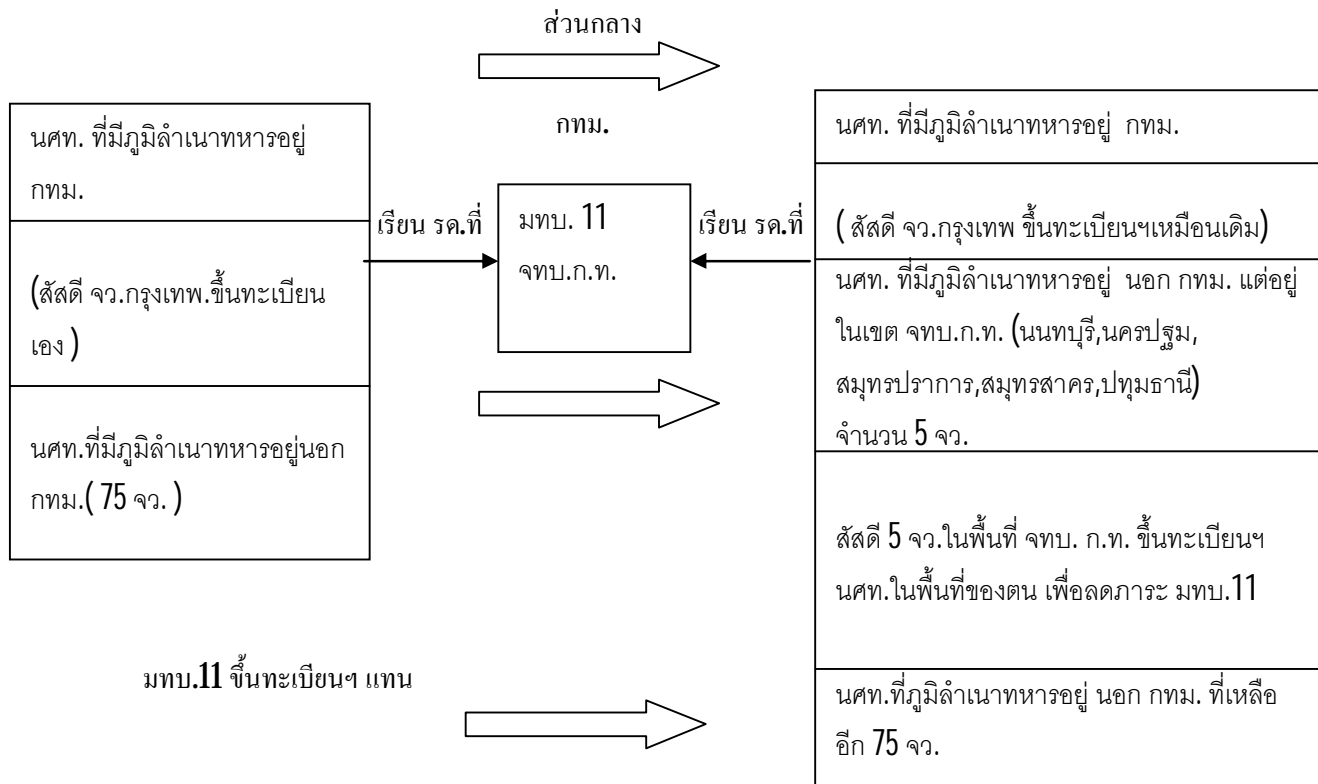 ส่วนกลาง
กทม.
นศท. ที่มีภูมิลำเนาทหารอยู่
กทม.
(สัสดี จว.กรุงเทพ.ขึ้นทะเบียน
เอง )
นศท.ที่มีภูมิลำเนาทหารอยู่นอก
กทม.( 75 จว. )
เรียน รด.ที่
มทบ. 11
จทบ.ก.ท.
เรียน รด.ที่
นศท. ที่มีภูมิลำเนาทหารอยู่ กทม.
( สัสดี จว.กรุงเทพ ขึ้นทะเบียนฯเหมือนเดิม)
นศท. ที่มีภูมิลำเนาทหารอยู่ นอก กทม. แต่อยู่
ในเขต จทบ.ก.ท. (นนทบุรี,นครปฐม,
สมุทรปราการ,สมุทรสาคร,ปทุมธานี)
จำนวน 5 จว.
สัสดี 5 จว.ในพื้นที่ จทบ. ก.ท. ขึ้นทะเบียนฯ
นศท.ในพื้นที่ของตน เพื่อลดภาระ มทบ.11
นศท.ที่ภูมิลำเนาทหารอยู่ นอก กทม. ที่เหลือ
อีก 75 จว.
มทบ.11 ขึ้นทะเบียนฯ แทน